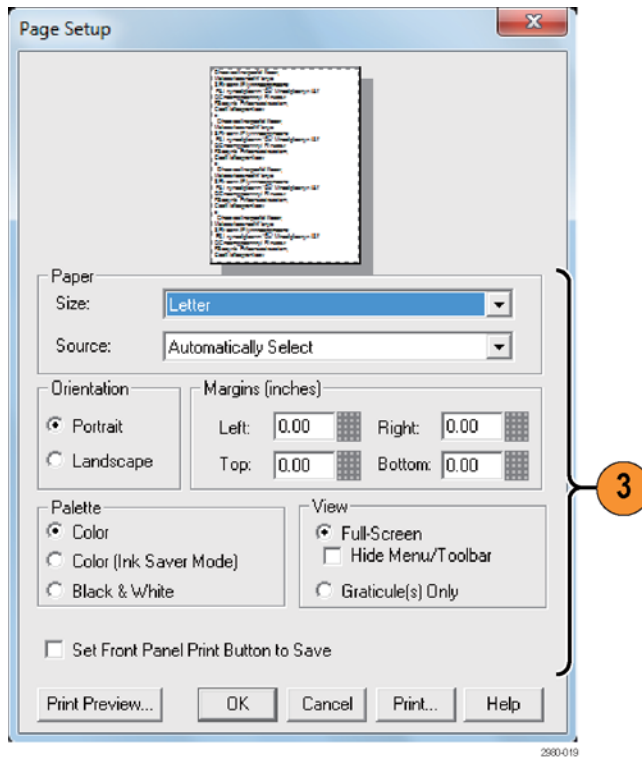 Page Setup
Paper
Size: Letter
Source: Automatically Select
Orientation
Portrait
Landscape
Margins (inches)
Left: 0.00 Right: 0.00
Top: 0.00 Bottom: 0.00
Palette
Color
Color (Ink Saver Mode)
Black & White
View
Full-Screen
Hide Menu/Toolbar
Graticule(s) Only
Set Front Panel Print Button to Save
Print Preview... OK Cancel Print... Help
3
2980-019